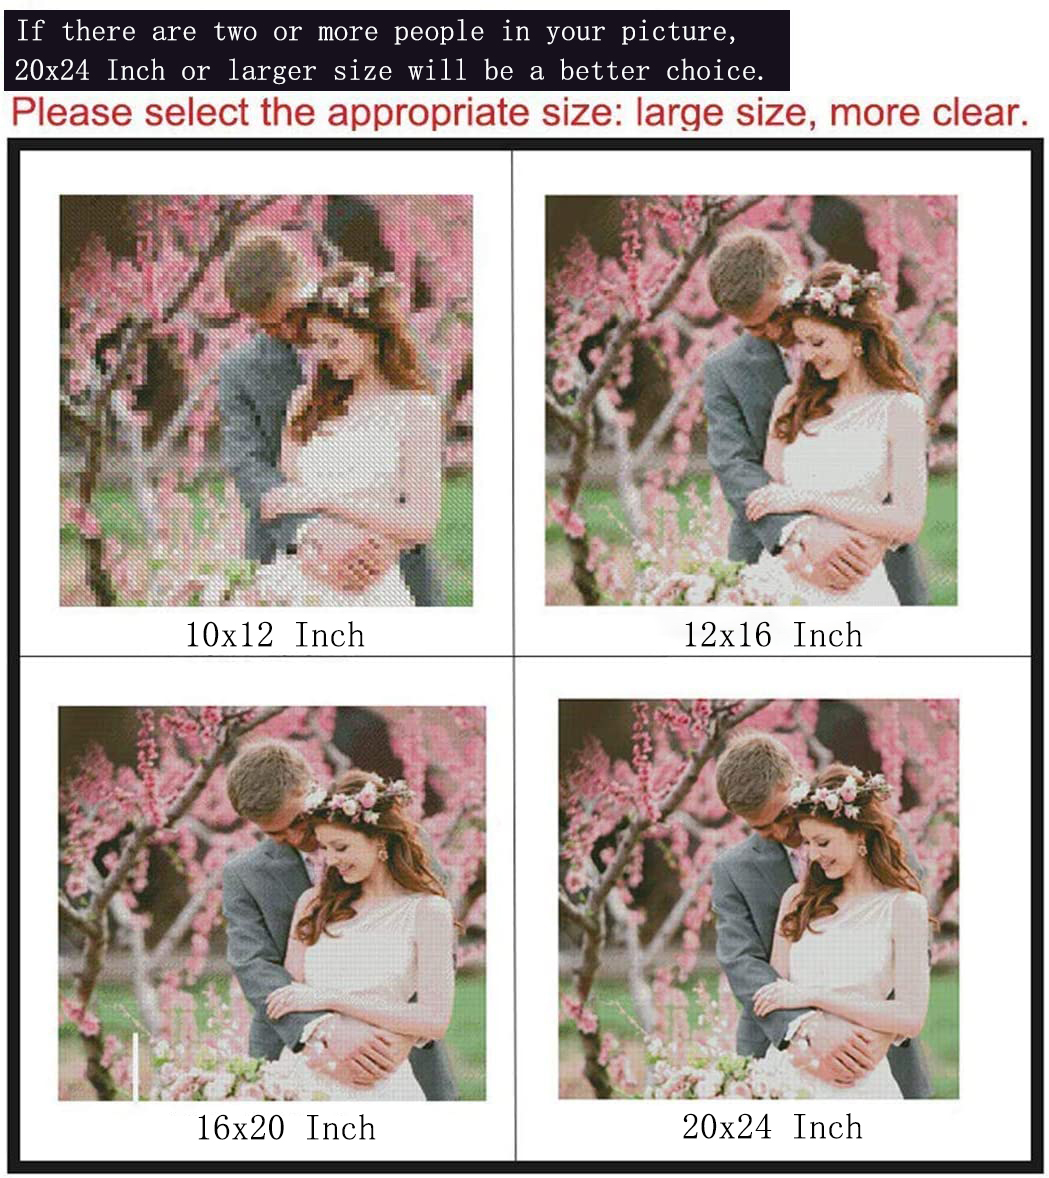 If there are two or more people in your picture,
20x24 Inch or larger size will be a better choice.
Please select the appropriate size: large size, more clear.
10x12 Inch
12x16 Inch
16x20 Inch
20x24 Inch